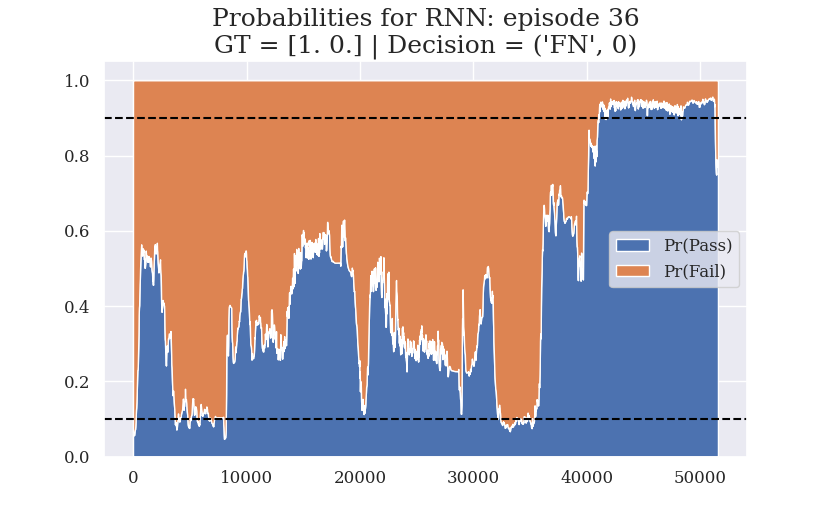 Probabilities for RNN: episode 36
GT = [1. 0.] | Decision = ('FN', 0)
1.0
0.8
0.6
0.4
0.2
0.0
Pr(Pass)
Pr(Fail)
0 10000 20000 30000 40000 50000